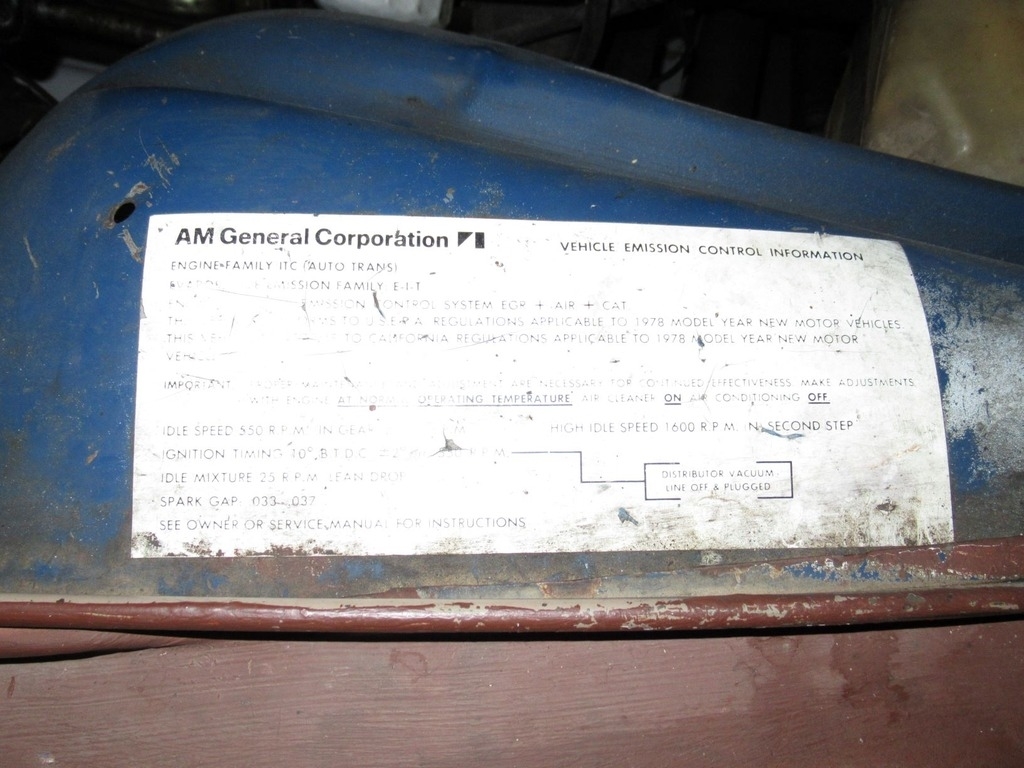 AM General Corporation
VEHICLE EMISSION CONTROL INFORMATION
ENGINE FAMILY ITC (AUTO TRANS)
FAMILY E-I-T
CONTROL SYSTEM EGR + AIR + CAT
TO U.S.E.P.A. REGULATIONS APPLICABLE TO 1978 MODEL YEAR NEW MOTOR VEHICLES
THIS TO CALIFORNIA REGULATIONS APPLICABLE TO 1978 MODEL YEAR NEW MOTOR
IMPORTANT: PROPER ARE NECESSARY FOR CONTINUED EFFECTIVENESS. MAKE ADJUSTMENTS
WITH ENGINE AT OPERATING TEMPERATURE AIR CLEANER ON AIR CONDITIONING OFF
IDLE SPEED 550 R.P.M. IN
HIGH IDLE SPEED 1600 R.P.M. IN SECOND STEP
IGNITION TIMING 10° B.T.D.C. R.P.M.
DISTRIBUTOR VACUUM
LINE OFF & PLUGGED
IDLE MIXTURE 25 R.P.M. LEAN DROP
SPARK GAP .033-.037
SEE OWNER OR SERVICE MANUAL FOR INSTRUCTIONS